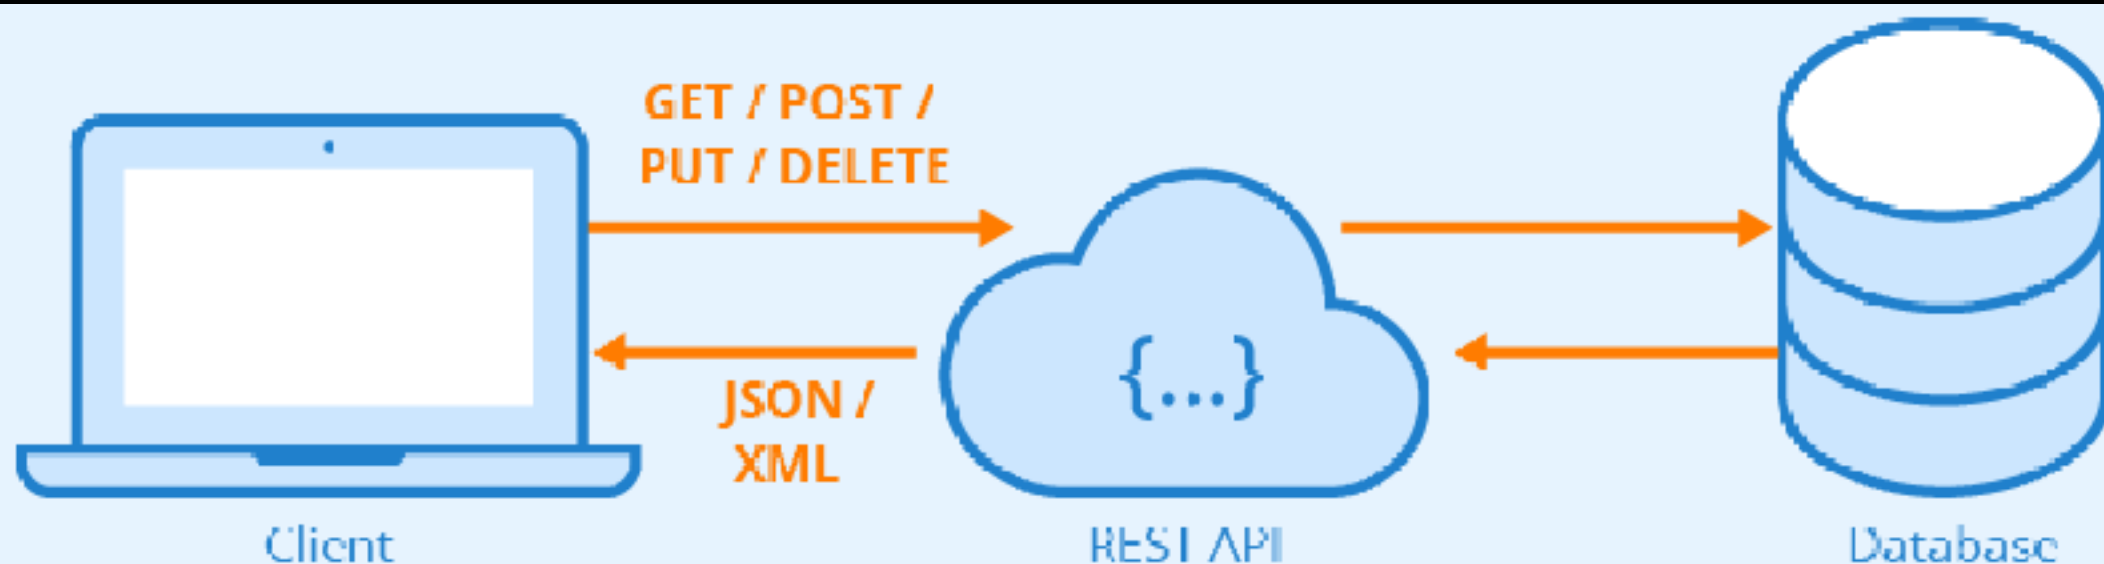 GET / POST /
PUT / DELETE
{...}
JSON /
XML
Client
REST API
Database